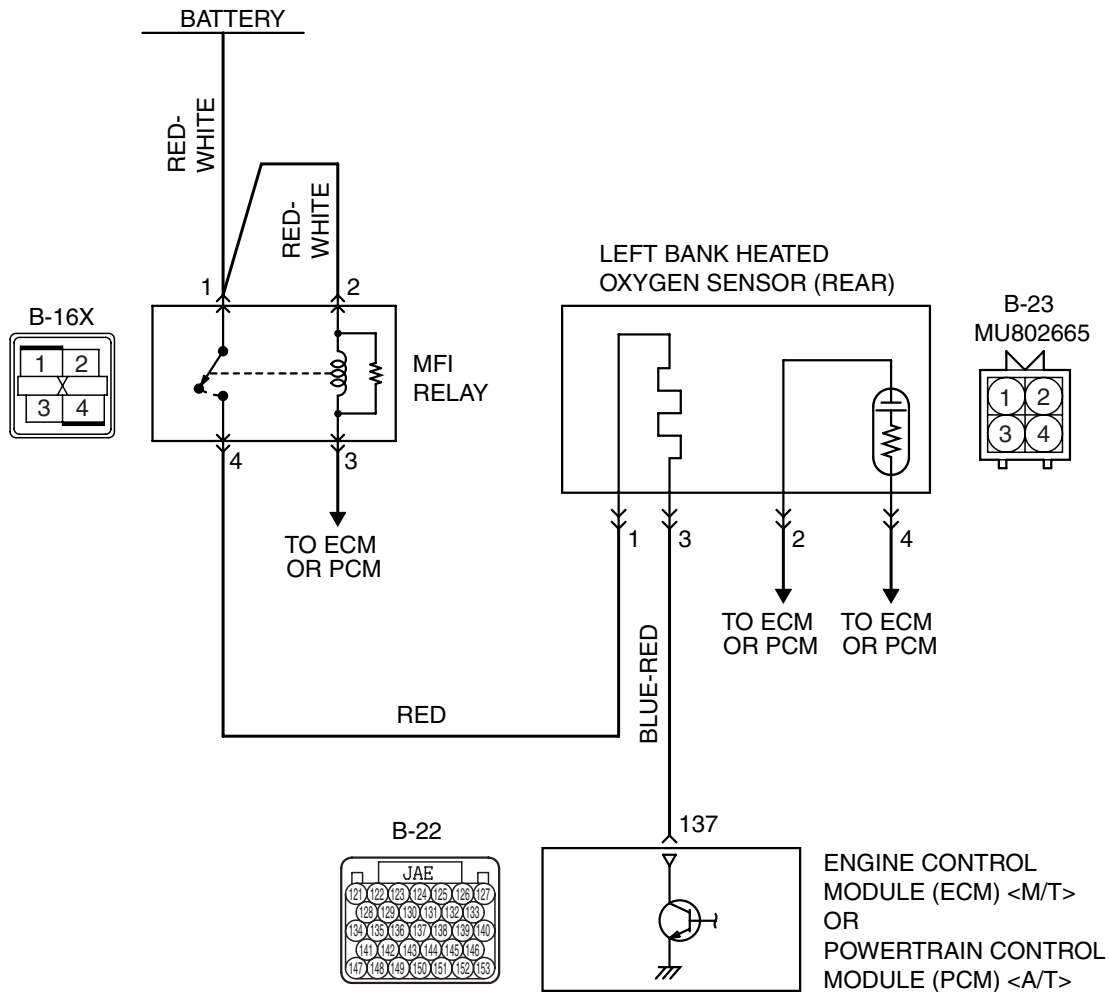 BATTERY
RED-
WHITE
RED-
WHITE
LEFT BANK HEATED
OXYGEN SENSOR (REAR)
1
2
B-16X
1 2
X
3 4
MFI
RELAY
B-23
MU802665
1 2
3 4
4
3
1
3
2
4
TO ECM
OR PCM
TO ECM
OR PCM
TO ECM
OR PCM
BLUE-RED
RED
137
B-22
JAE
121 122 123 124 125 126 127
128 129 130 131 132 133
134 135 136 137 138 139 140
141 142 143 144 145 146
147 148 149 150 151 152 153
ENGINE CONTROL
MODULE (ECM) <M/T>
OR
POWERTRAIN CONTROL
MODULE (PCM) <A/T>